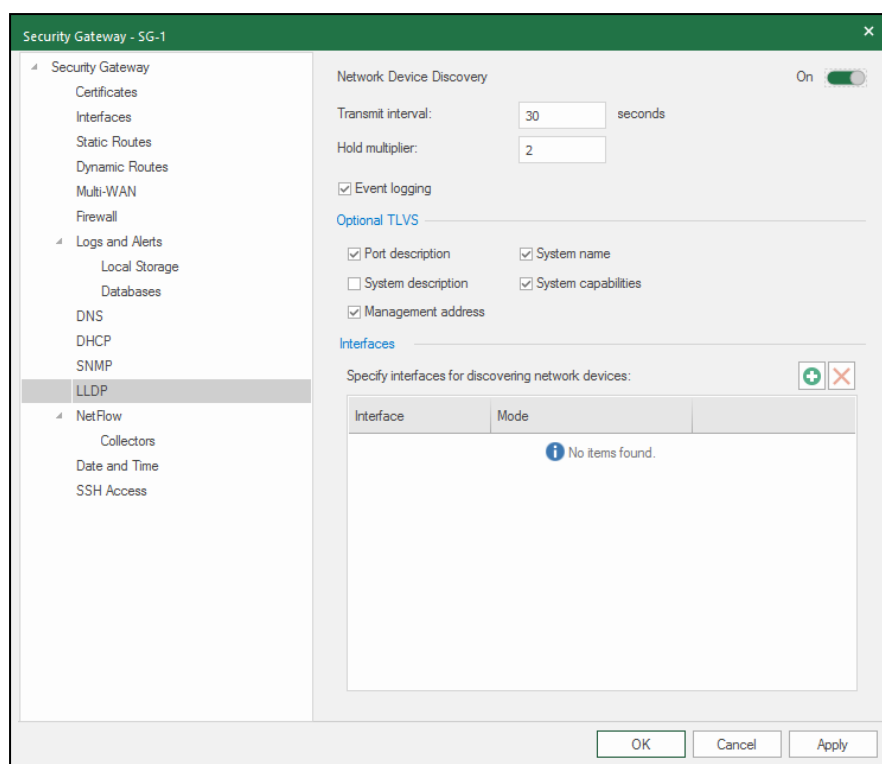 Security Gateway - SG-1
Security Gateway
Certificates
Interfaces
Static Routes
Dynamic Routes
Multi-WAN
Firewall
Logs and Alerts
Local Storage
Databases
DNS
DHCP
SNMP
LLDP
NetFlow
Collectors
Date and Time
SSH Access
Network Device Discovery On
Transmit interval: 30 seconds
Hold multiplier: 2
Event logging
Optional TLVS
Port description System name
System description System capabilities
Management address
Interfaces
Specify interfaces for discovering network devices:
Interface Mode
No items found.
OK Cancel Apply